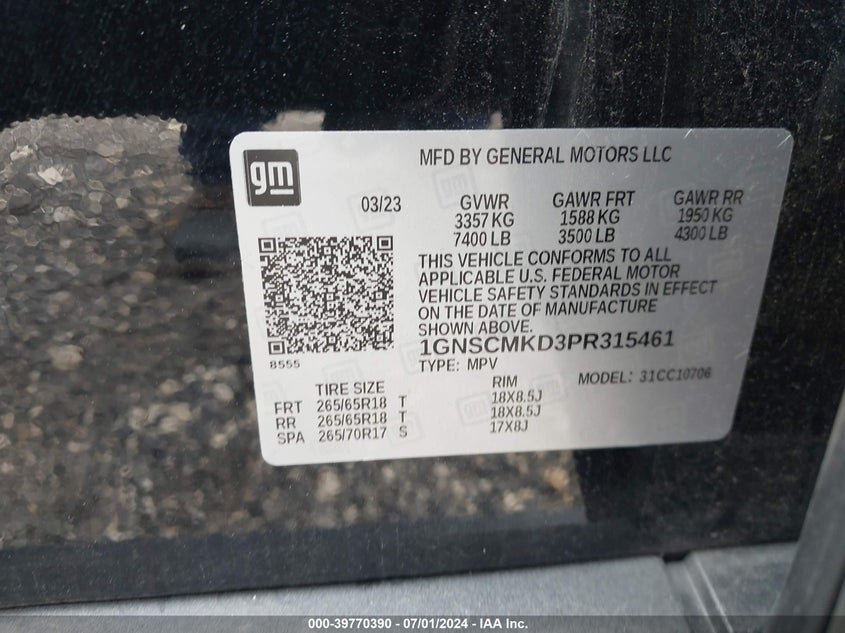 gm
MFD BY GENERAL MOTORS LLC
03/23
GVWR GAWR FRT GAWR RR
3357 KG 1588 KG 1950 KG
7400 LB 3500 LB 4300 LB
THIS VEHICLE CONFORMS TO ALL
APPLICABLE U.S. FEDERAL MOTOR
VEHICLE SAFETY STANDARDS IN EFFECT
ON THE DATE OF MANUFACTURE
SHOWN ABOVE.
1GNSCMKD3PR315461
8555
TYPE: MPV
MODEL: 31CC10706
TIRE SIZE RIM
FRT 265/65R18 T 18X8.5J
RR 265/65R18 T 18X8.5J
SPA 265/70R17 S 17X8J
000-39770390 - 07/01/2024 - IAA Inc.